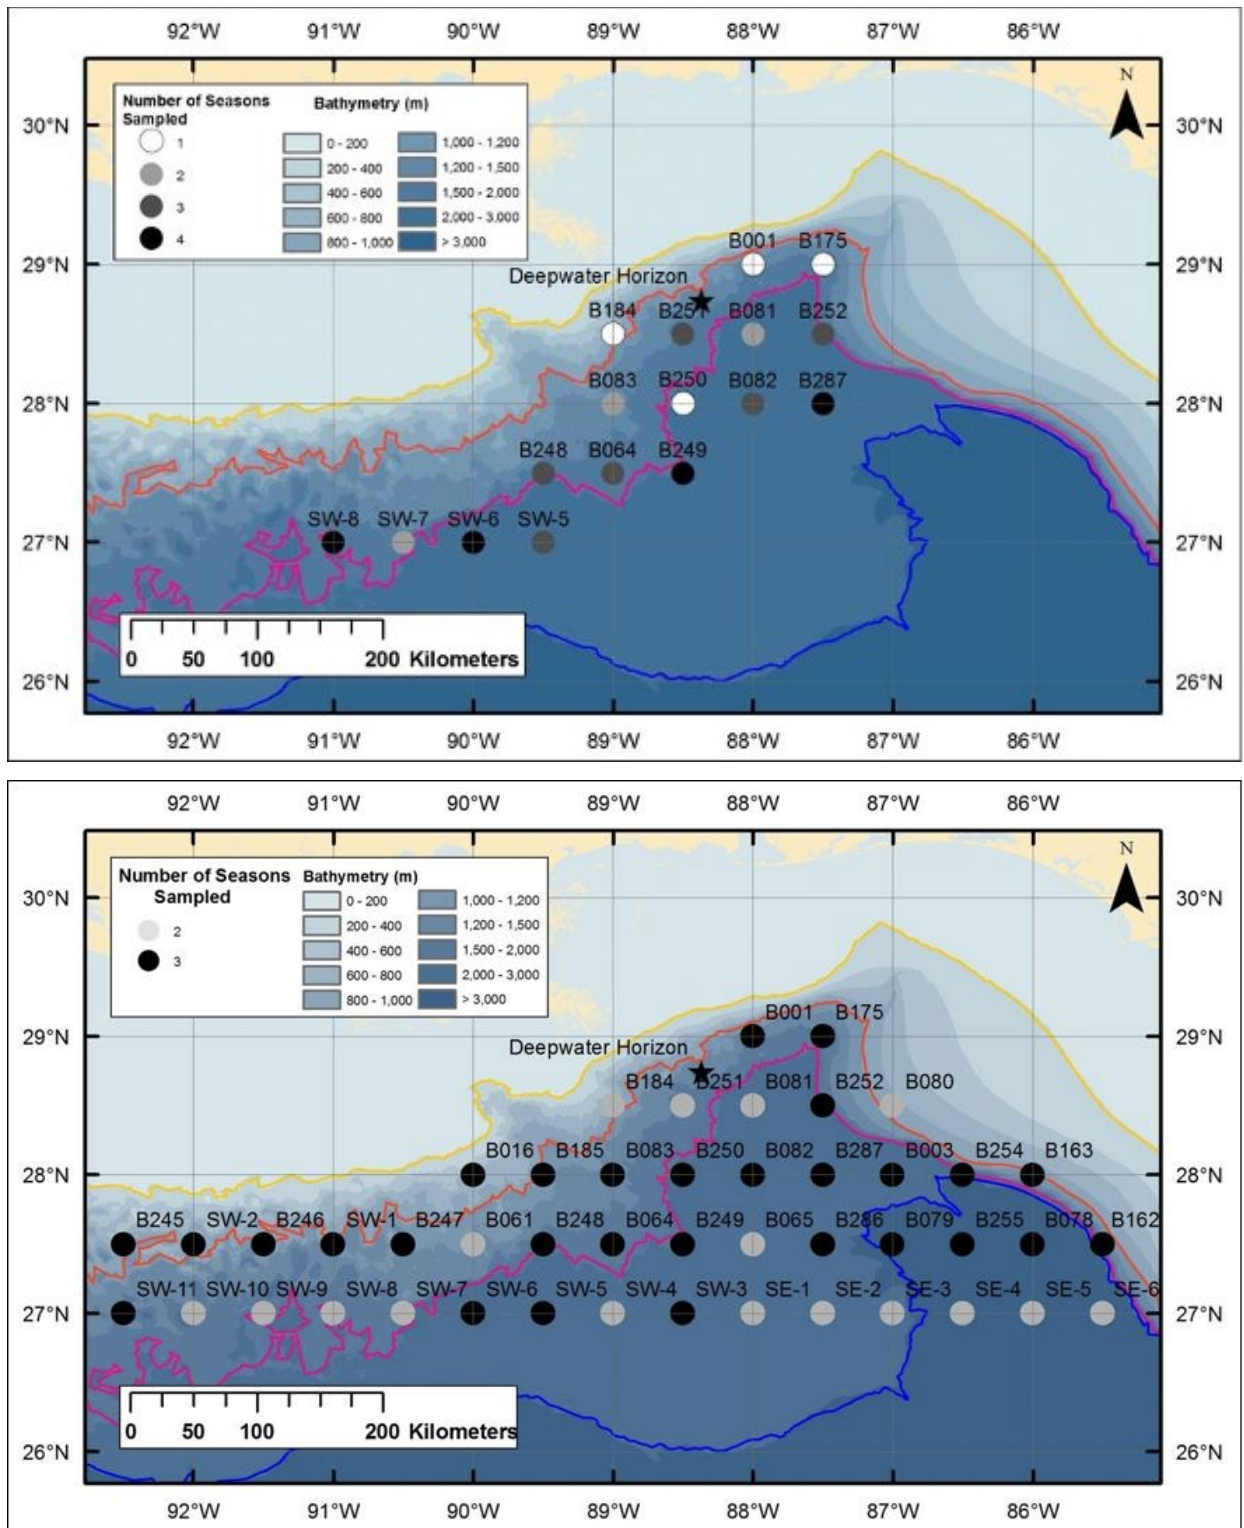 92°W 91°W 90°W 89°W 88°W 87°W 86°W
N
Number of Seasons Sampled
1
2
3
4
Bathymetry (m)
0 - 200
200 - 400
400 - 600
600 - 800
800 - 1,000
1,000 - 1,200
1,200 - 1,500
1,500 - 2,000
2,000 - 3,000
> 3,000
30°N 30°N
B001 B175
29°N 29°N
Deepwater Horizon
B184 B251 B081 B252
B083 B250 B082 B287
28°N 28°N
B248 B064 B249
SW-8 SW-7 SW-6 SW-5
27°N 27°N
0 50 100 200 Kilometers
26°N 26°N
92°W 91°W 90°W 89°W 88°W 87°W 86°W
92°W 91°W 90°W 89°W 88°W 87°W 86°W
N
Number of Seasons
Sampled
2
3
Bathymetry (m)
0 - 200
200 - 400
400 - 600
600 - 800
800 - 1,000
1,000 - 1,200
1,200 - 1,500
1,500 - 2,000
2,000 - 3,000
> 3,000
30°N 30°N
B001 B175
29°N 29°N
Deepwater Horizon
B184 B251 B081 B252 B080
B016 B185 B083 B250 B082 B287 B003 B254 B163
28°N 28°N
B245 SW-2 B246 SW-1 B247 B061 B248 B064 B249 B065 B286 B079 B255 B078 B162
SW-11 SW-10 SW-9 SW-8 SW-7 SW-6 SW-5 SW-4 SW-3 SE-1 SE-2 SE-3 SE-4 SE-5 SE-6
27°N 27°N
0 50 100 200 Kilometers
26°N 26°N
92°W 91°W 90°W 89°W 88°W 87°W 86°W